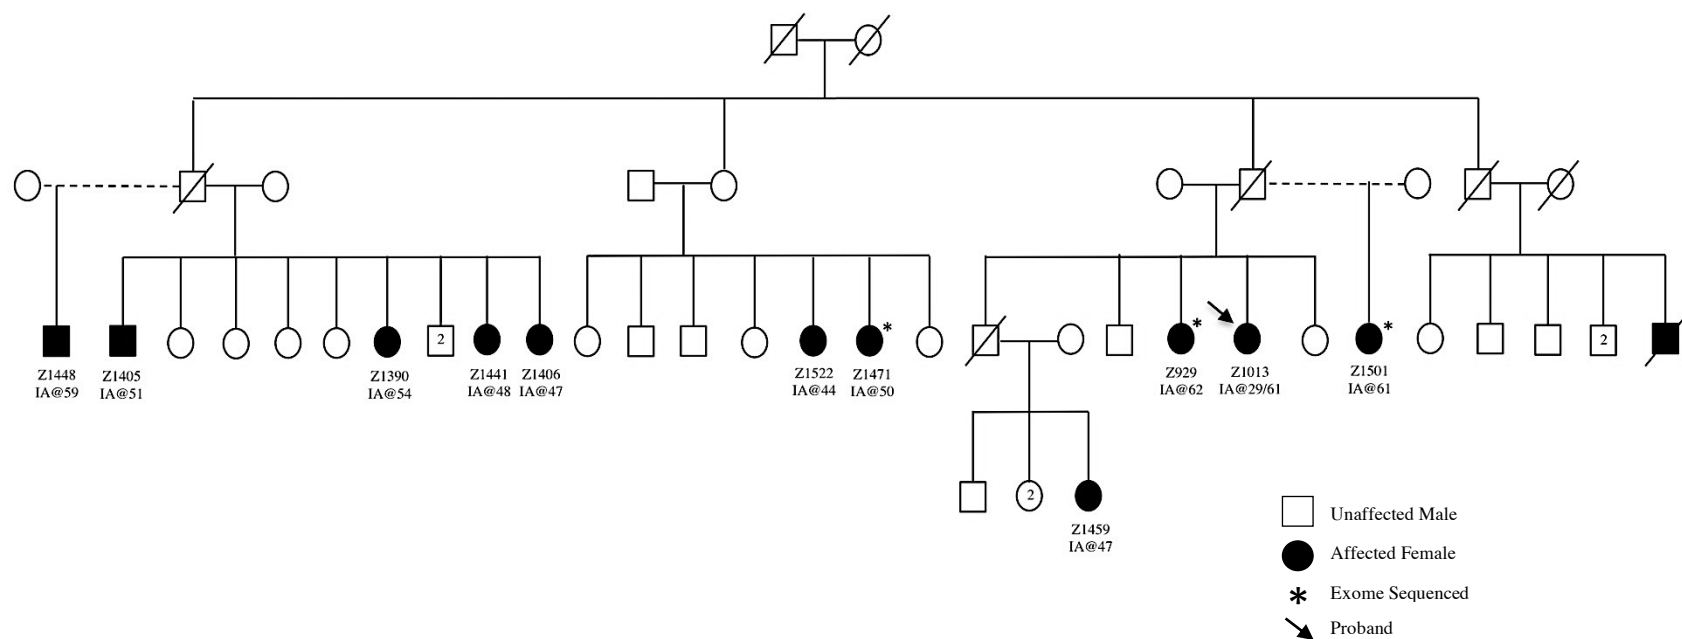 2
2
Z1448
IA@59
Z1405
IA@51
Z1390
IA@54
Z1441
IA@48
Z1406
IA@47
Z1522
IA@44
Z1471
IA@50
*
Z929
IA@62
*
Z1013
IA@29/61
Z1501
IA@61
*
2
Z1459
IA@47
Unaffected Male
Affected Female
* Exome Sequenced
Proband